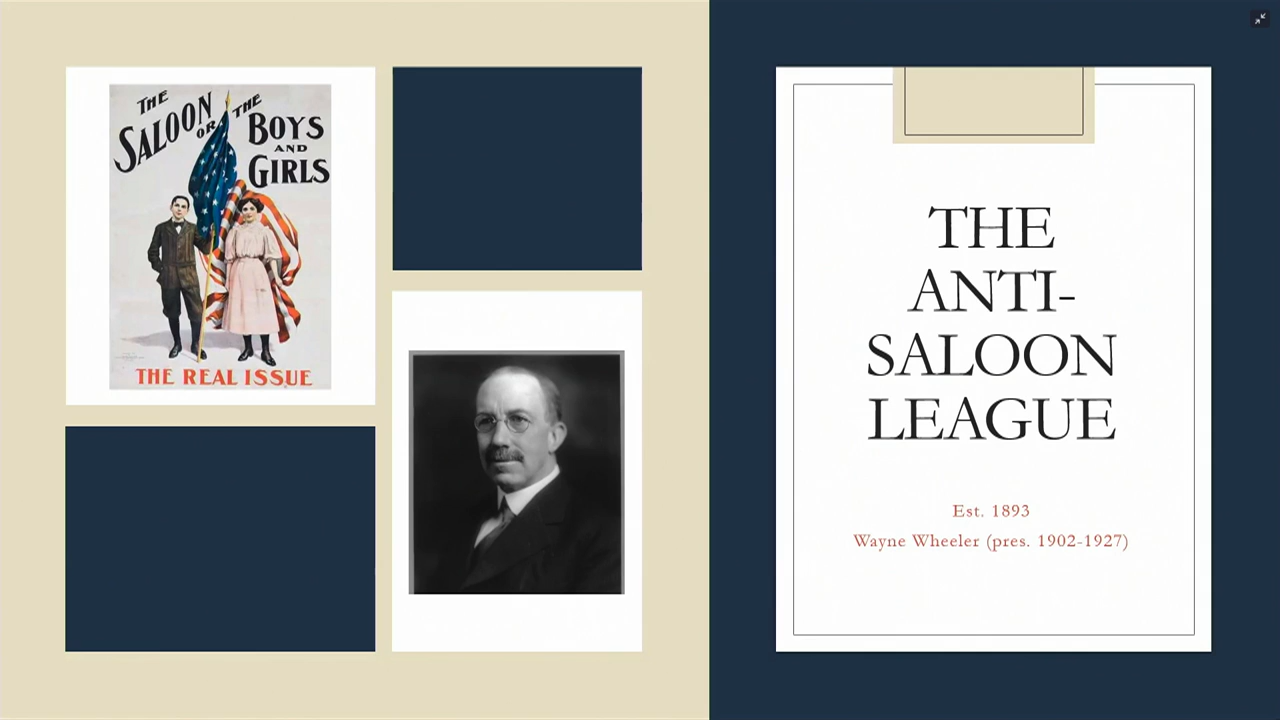 THE
SALOON OR THE
BOYS
AND
GIRLS
THE REAL ISSUE
THE
ANTI-
SALOON
LEAGUE
Est. 1893
Wayne Wheeler (pres. 1902-1927)